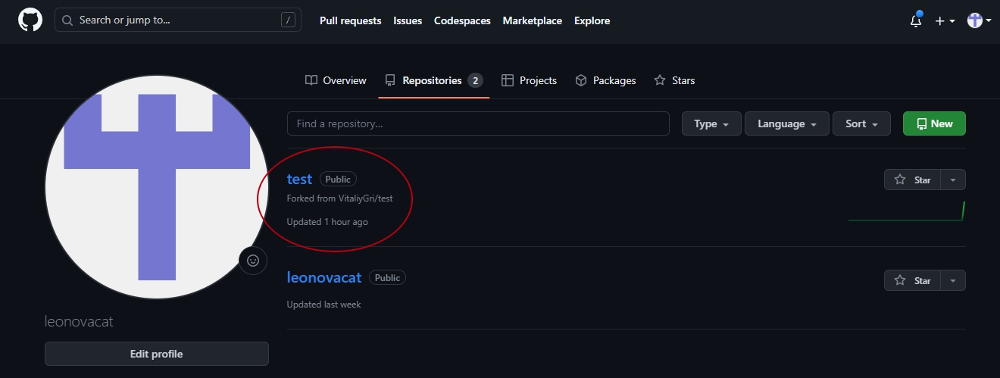 Search or jump to... / Pull requests Issues Codespaces Marketplace Explore
Overview Repositories 2 Projects Packages Stars
Find a repository... Type Language Sort New
test Public Star
Forked from VitaliyGri/test
Updated 1 hour ago
leonovacat Public Star
Updated last week
leonovacat
Edit profile